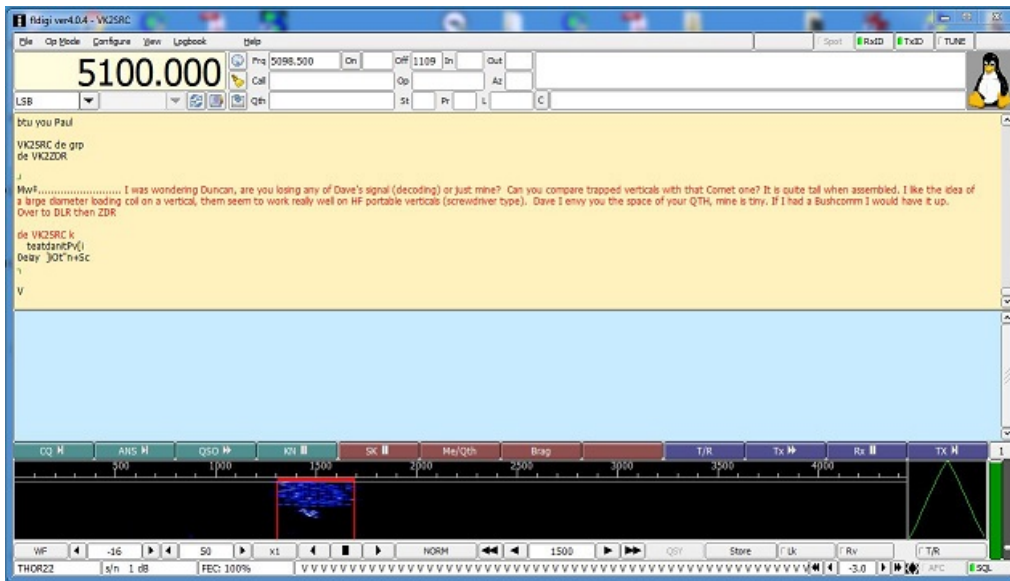 fldigi ver4.0.4 - VK2SRC
File Op Mode Configure View Logbook Help Spot RxID TxID TUNE
5100.000
Frq 5098.500 On Off 1109 In Out
Call Op Az
LSB Qth St Pr L C
btu you Paul
VK2SRC de grp
de VK2ZDR
......................... I was wondering Duncan, are you losing any of Dave's signal (decoding) or just mine? Can you compare trapped verticals with that Comet one? It is quite tall when assembled. I like the idea of
a large diameter loading coil on a vertical, them seem to work really well on HF portable verticals (screwdriver type). Dave I envy you the space of your QTH, mine is tiny. If I had a Bushcomm I would have it up.
Over to DLR then ZDR
de VK2SRC k
Delay
V
CQ ANS QSO KN SK Me/Qth Brag T/R Tx Rx TX 1
500 1000 1500 2000 2500 3000 3500 4000
WF -16 50 x1 NORM 1500 QSY Store Lk Rv T/R
THOR22 s/n 1 dB FEC: 100% V V V V V V V V V V V V V V V V V V V V V V V V V V V V V V V V V V V V V V V V V V V V V V V V V V V V -3.0 AFC SQL